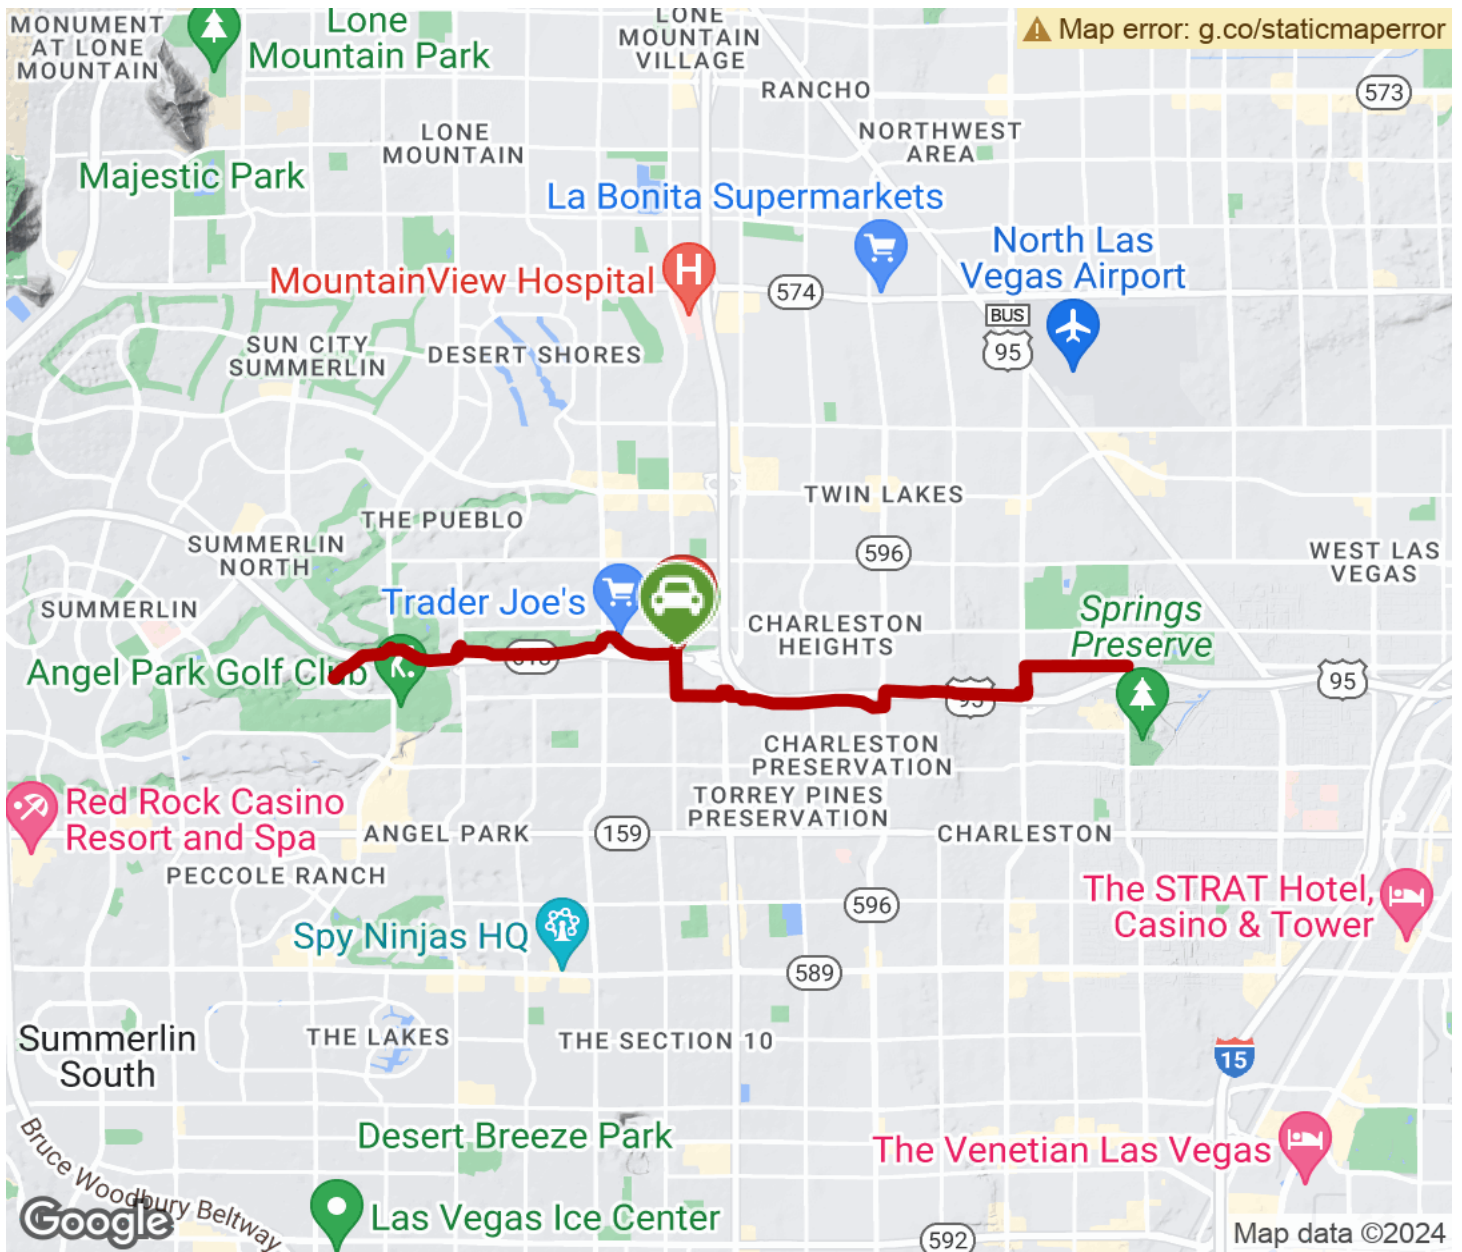 MONUMENT
AT LONE
MOUNTAIN
Lone
Mountain Park
LONE
MOUNTAIN
VILLAGE
Map error: g.co/staticmaperror
RANCHO
573
LONE
MOUNTAIN
NORTHWEST
AREA
Majestic Park
La Bonita Supermarkets
North Las
Vegas Airport
MountainView Hospital
H
574
BUS
95
SUN CITY
SUMMERLIN
DESERT SHORES
TWIN LAKES
THE PUEBLO
SUMMERLIN
NORTH
596
WEST LAS
VEGAS
SUMMERLIN
Trader Joe's
CHARLESTON
HEIGHTS
Springs
Preserve
Angel Park Golf Club
95
95
CHARLESTON
PRESERVATION
Red Rock Casino
Resort and Spa
TORREY PINES
PRESERVATION
ANGEL PARK
159
CHARLESTON
PECCOLE RANCH
The STRAT Hotel,
Casino & Tower
596
Spy Ninjas HQ
589
Summerlin
South
THE LAKES
THE SECTION 10
15
Desert Breeze Park
The Venetian Las Vegas
Bruce Woodbury Beltway
Google
Las Vegas Ice Center
592
Map data ©2024